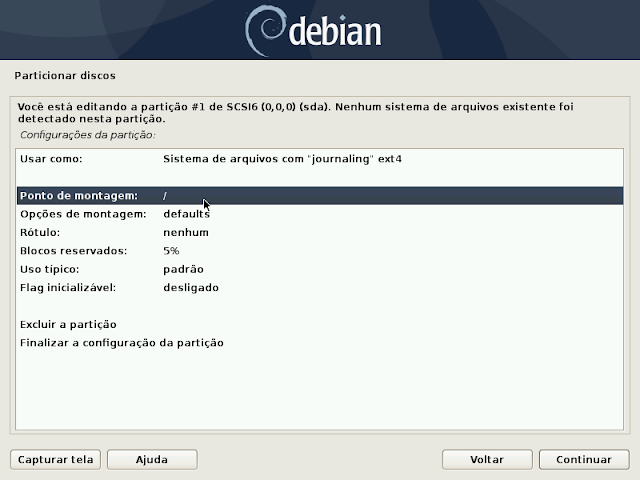 debian
Particionar discos
Você está editando a partição #1 de SCSI6 (0,0,0) (sda). Nenhum sistema de arquivos existente foi
detectado nesta partição.
Configurações da partição:
Usar como: Sistema de arquivos com "journaling" ext4
Ponto de montagem: /
Opções de montagem: defaults
Rótulo: nenhum
Blocos reservados: 5%
Uso típico: padrão
Flag inicializável: desligado
Excluir a partição
Finalizar a configuração da partição
Capturar tela Ajuda Voltar Continuar